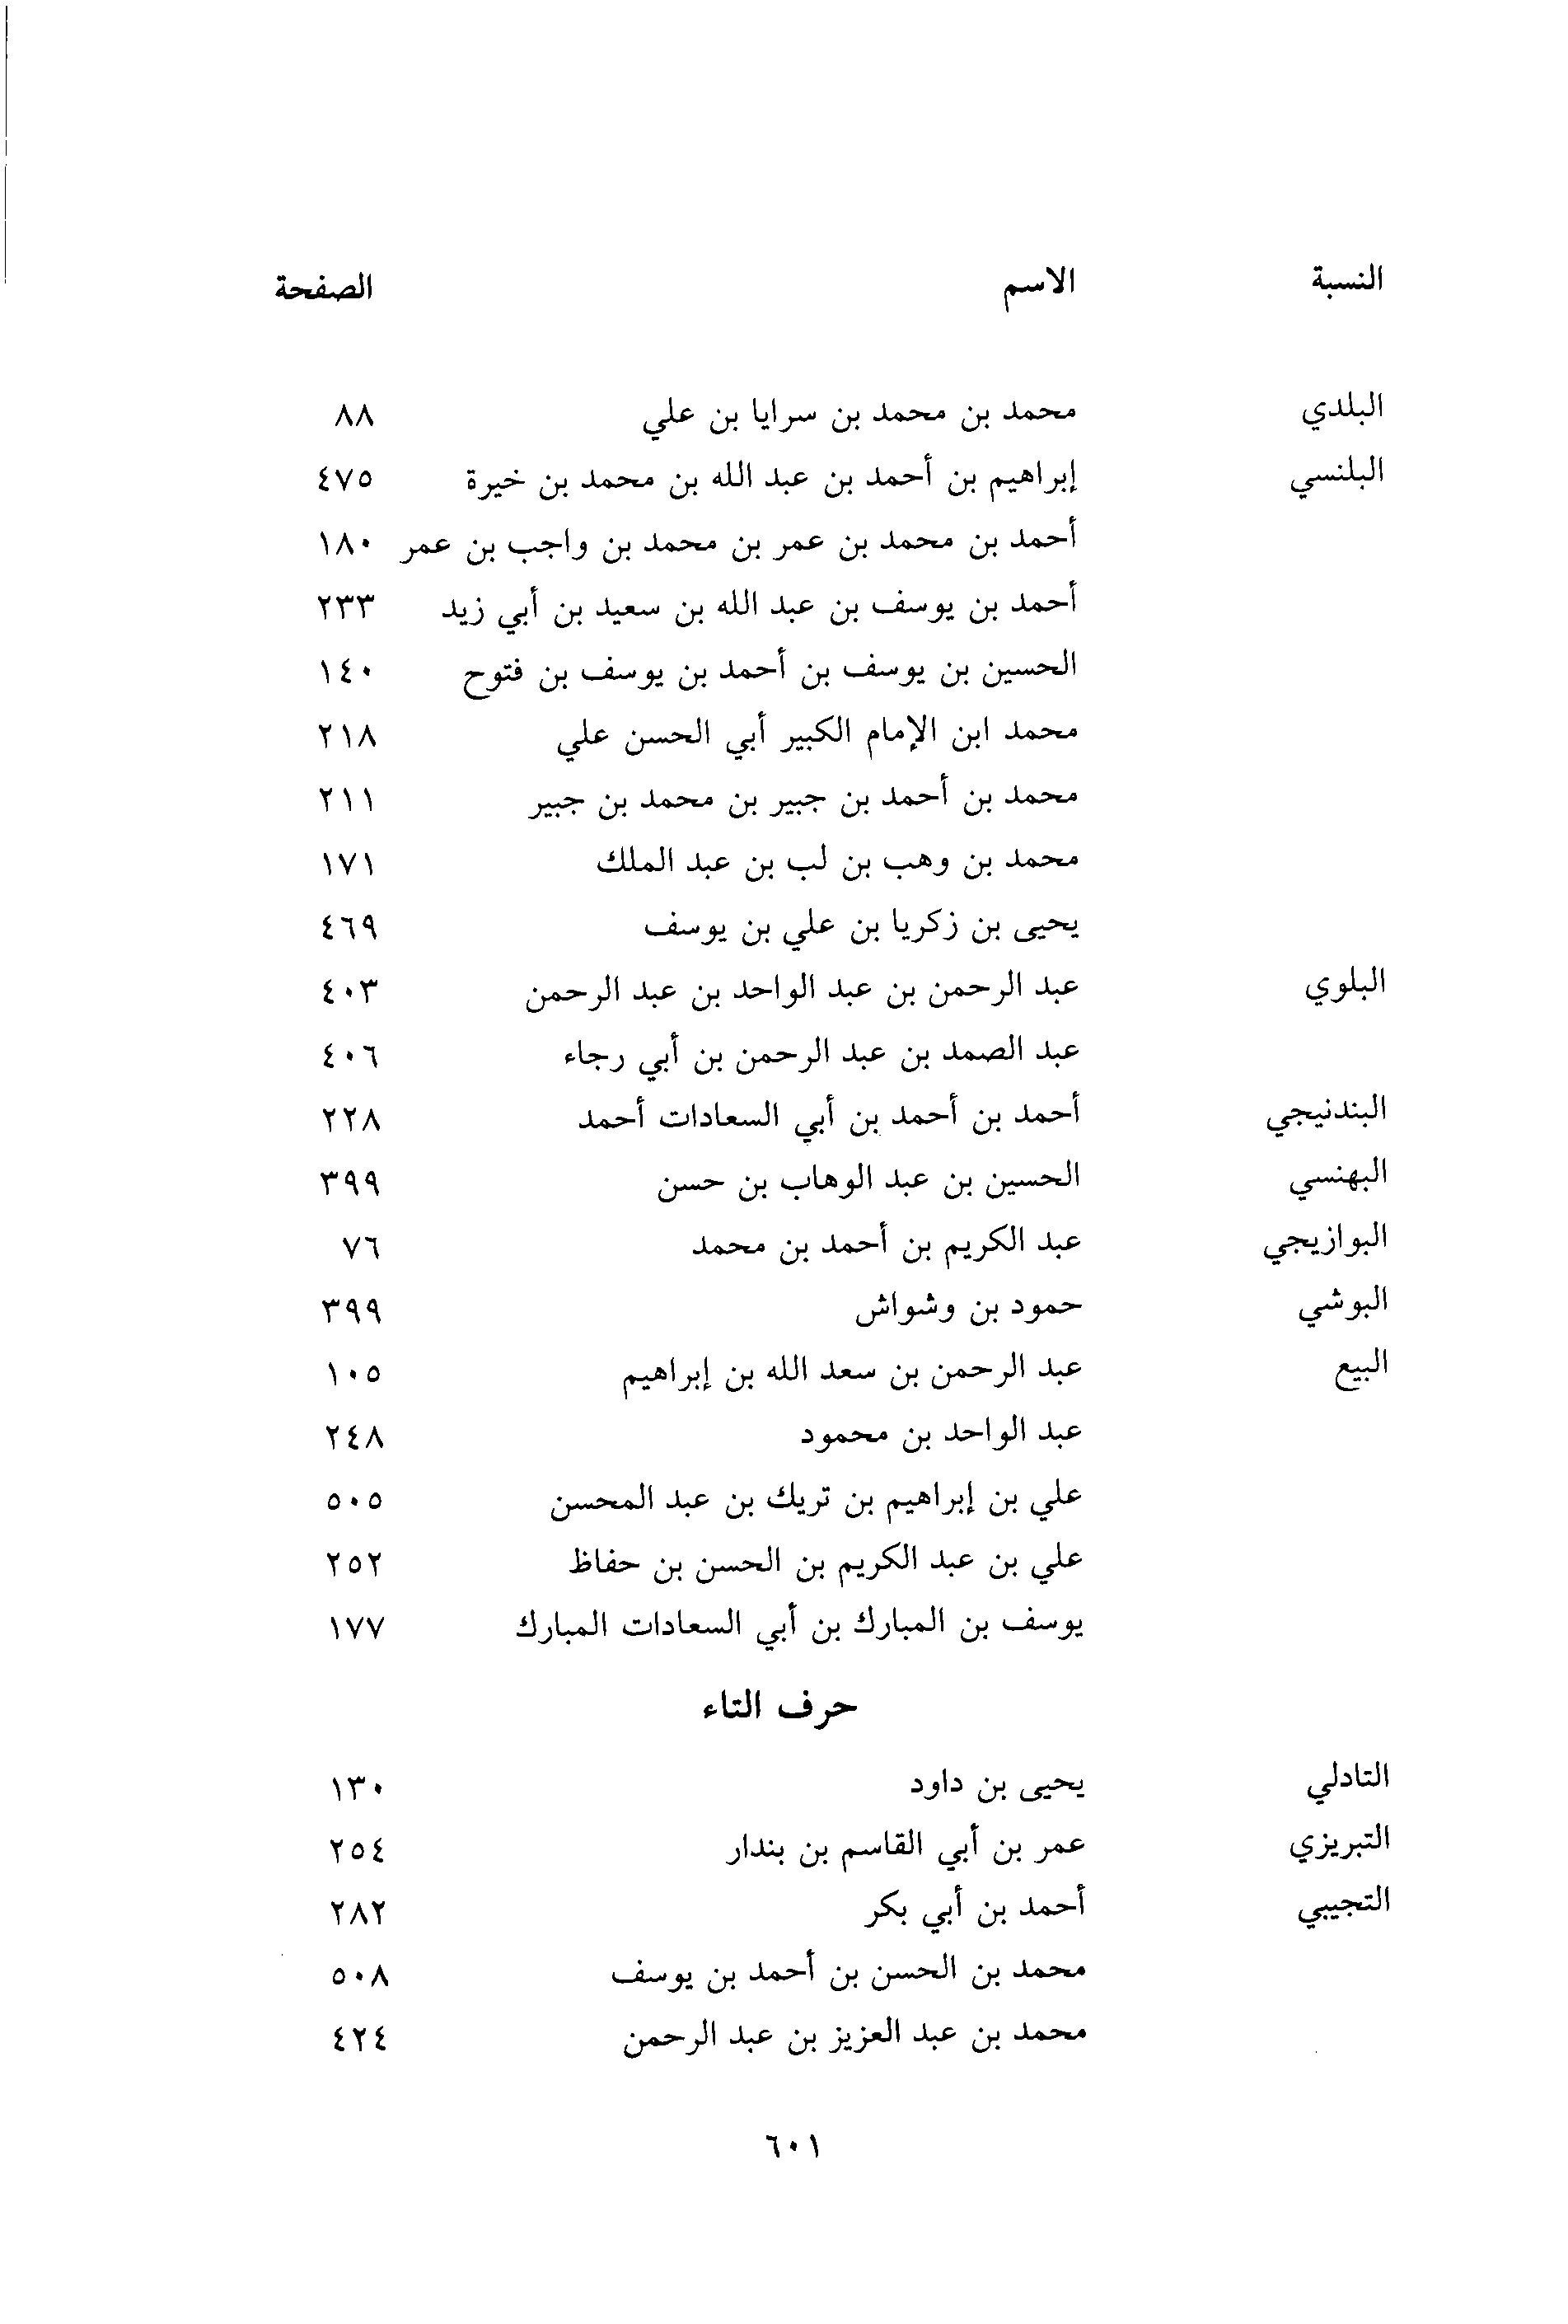 النسبة الاسم الصفحة
البلدي محمد بن محمد بن سرايا بن علي ٨٨
البلنسي إبراهيم بن أحمد بن عبد الله بن محمد بن خيرة ٤٧٥
أحمد بن محمد بن عمر بن محمد بن واجب بن عمر ١٨٠
أحمد بن يوسف بن عبد الله بن سعيد بن أبي زيد ٢٣٣
الحسين بن يوسف بن أحمد بن يوسف بن فتوح ١٤٠
محمد ابن الإمام الكبير أبي الحسن علي ٢١٨
محمد بن أحمد بن جبير بن محمد بن جبير ٢١١
محمد بن وهب بن لب بن عبد الملك ١٧١
يحيى بن زكريا بن علي بن يوسف ٤٦٩
البلوي عبد الرحمن بن عبد الواحد بن عبد الرحمن ٤٠٣
عبد الصمد بن عبد الرحمن بن أبي رجاء ٤٠٦
البندنيجي أحمد بن أحمد بن أبي السعادات أحمد ٢٢٨
البهنسي الحسين بن عبد الوهاب بن حسن ٣٩٩
البوازيجي عبد الكريم بن أحمد بن محمد ٧٦
البوشي حمود بن وشواش ٣٩٩
البيع عبد الرحمن بن سعد الله بن إبراهيم ١٠٥
عبد الواحد بن محمود ٢٤٨
علي بن إبراهيم بن تريك بن عبد المحسن ٥٠٥
علي بن عبد الكريم بن الحسن بن حفاظ ٢٥٢
يوسف بن المبارك بن أبي السعادات المبارك ١٧٧
حرف التاء
التادلي يحيى بن داود ١٣٠
التبريزي عمر بن أبي القاسم بن بندار ٢٥٤
التجيبي أحمد بن أبي بكر ٢٨٢
محمد بن الحسن بن أحمد بن يوسف ٥٠٨
محمد بن عبد العزيز بن عبد الرحمن ٤٢٤
٦٠١